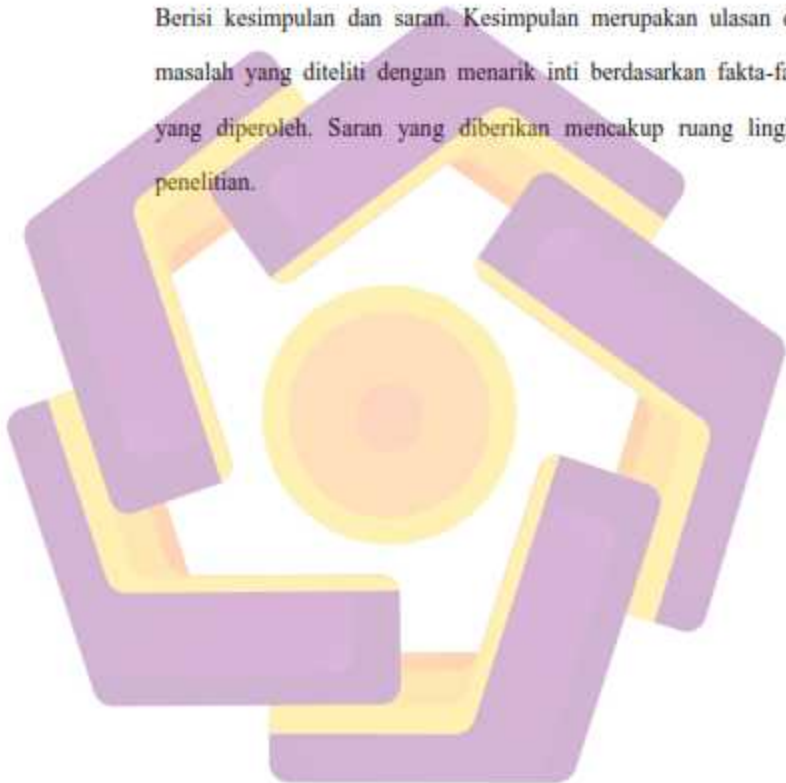 Berisi kesimpulan dan saran. Kesimpulan merupakan ulasan
masalah yang diteliti dengan menarik inti berdasarkan
yang diperoleh. Saran yang diberikan mencakup ruang
penelitian.